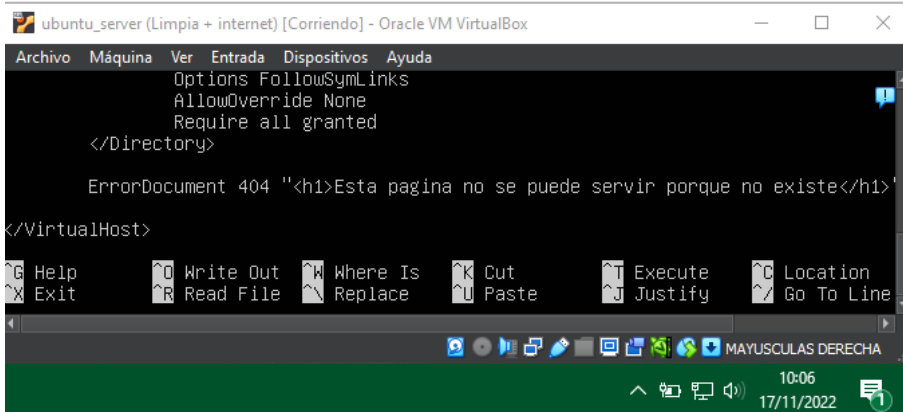 ubuntu_server (Limpia + internet) [Corriendo] - Oracle VM VirtualBox
Archivo Máquina Ver Entrada Dispositivos Ayuda
Options FollowSymLinks
AllowOverride None
Require all granted
</Directory>
ErrorDocument 404 "<h1>Esta pagina no se puede servir porque no existe</h1>"
</VirtualHost>
^G Help ^O Write Out ^W Where Is ^K Cut ^T Execute ^C Location
^X Exit ^R Read File ^\ Replace ^U Paste ^J Justify ^/ Go To Line
MAYUSCULAS DERECHA
10:06
17/11/2022
1